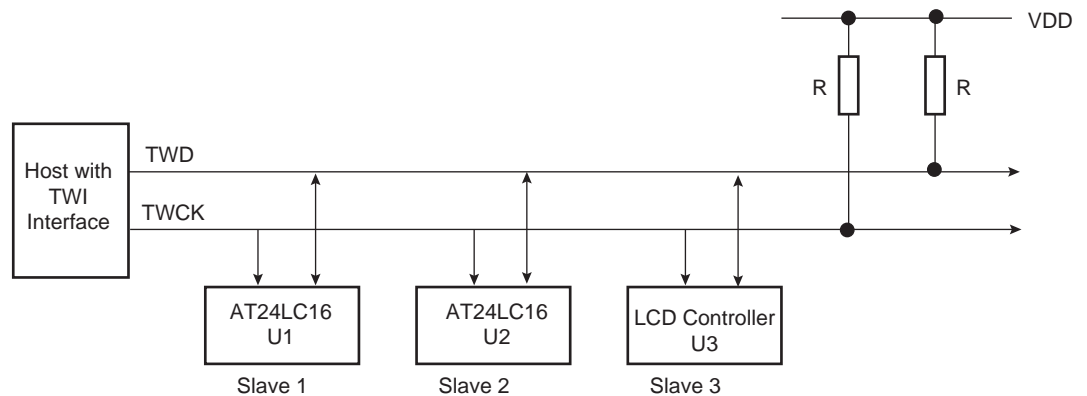 VDD
R
R
Host with
TWI
Interface
TWD
TWCK
AT24LC16
U1
AT24LC16
U2
LCD Controller
U3
Slave 1
Slave 2
Slave 3